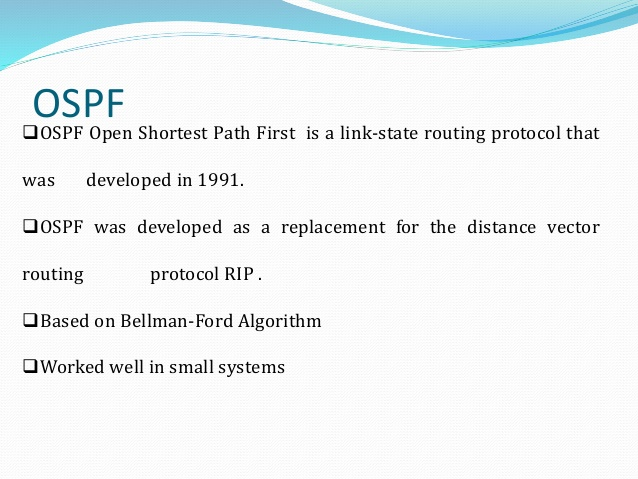 OSPF
❑OSPF Open Shortest Path First is a link-state routing protocol that
was developed in 1991.
❑OSPF was developed as a replacement for the distance vector
routing protocol RIP .
❑Based on Bellman-Ford Algorithm
❑Worked well in small systems